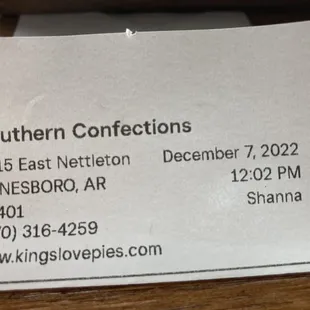 uthern Confections
15 East Nettleton
December 7, 2022
NESBORO, AR
12:02 PM
401
Shanna
0) 316-4259
w.kingslovepies.com